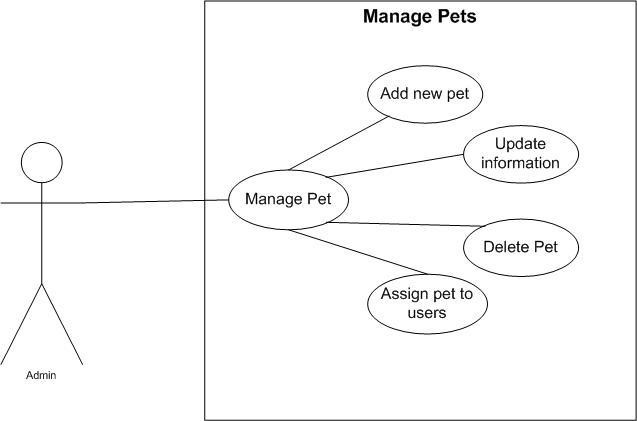 Manage Pets
Add new pet
Update
information
Manage Pet
Delete Pet
Assign pet to
users
Admin